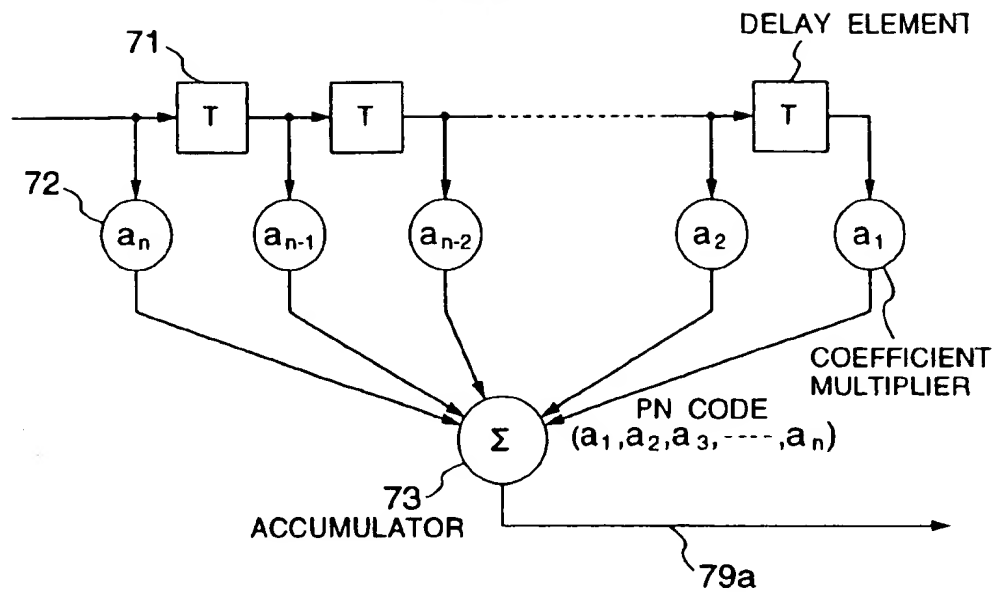 71
DELAY ELEMENT
T
T
T
72
aₙ
aₙ₋₁
aₙ₋₂
a₂
a₁
COEFFICIENT
MULTIPLIER
PN CODE
(a₁,a₂,a₃,----,aₙ)
Σ
73
ACCUMULATOR
79a